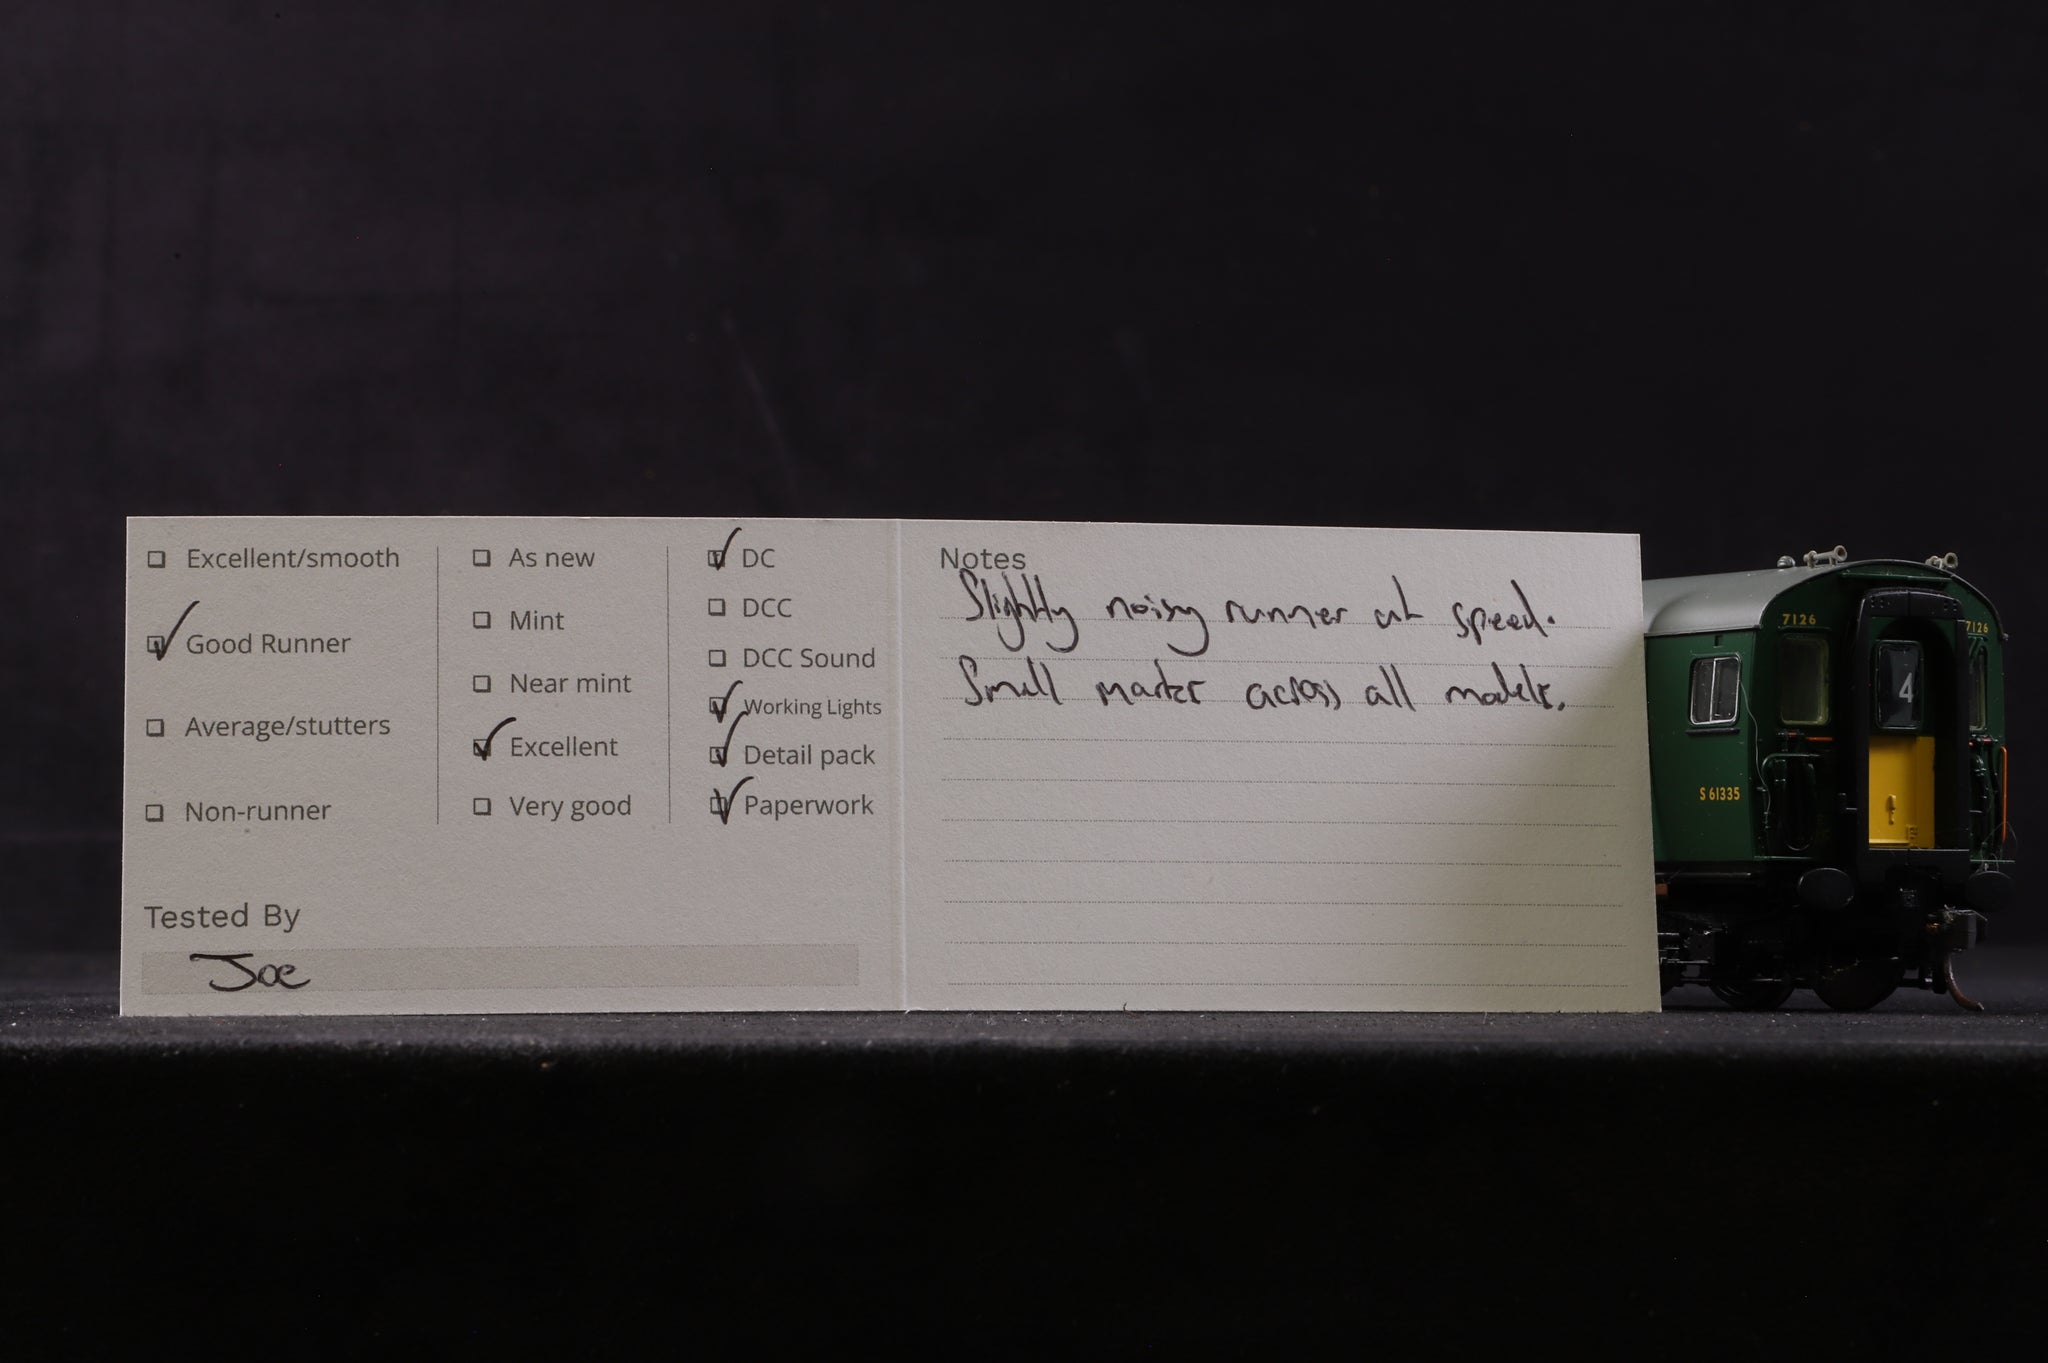 Excellent/smooth
Good Runner
Average/stutters
Non-runner
As new
Mint
Near mint
Excellent
Very good
DC
DCC
DCC Sound
Working Lights
Detail pack
Paperwork
Tested By
Joe
Notes
Slightly noisy runner at speed.
Small marks across all models.
7126
7126
4
S 61335